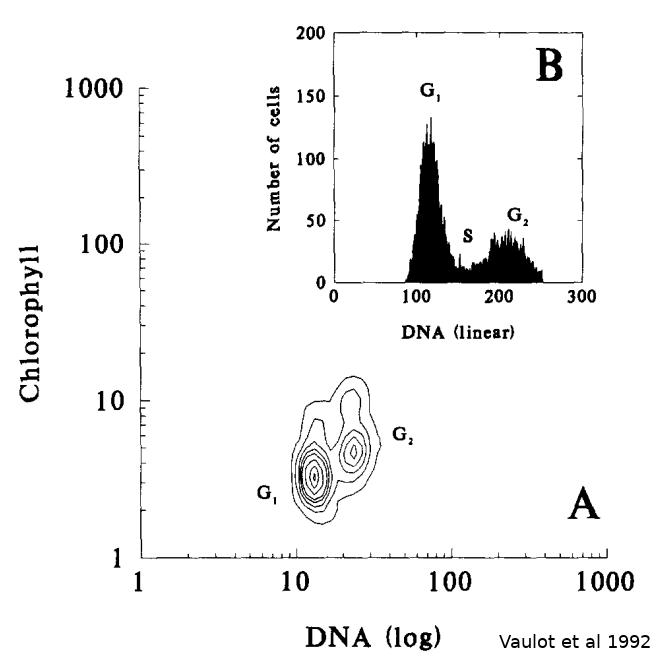 200
B
G₁
150
Number of cells
100
50
S
G₂
0
0 100 200 300
DNA (linear)
1000
100
Chlorophyll
10
G₂
G₁
A
1
1 10 100 1000
DNA (log)
Vaulot et al 1992